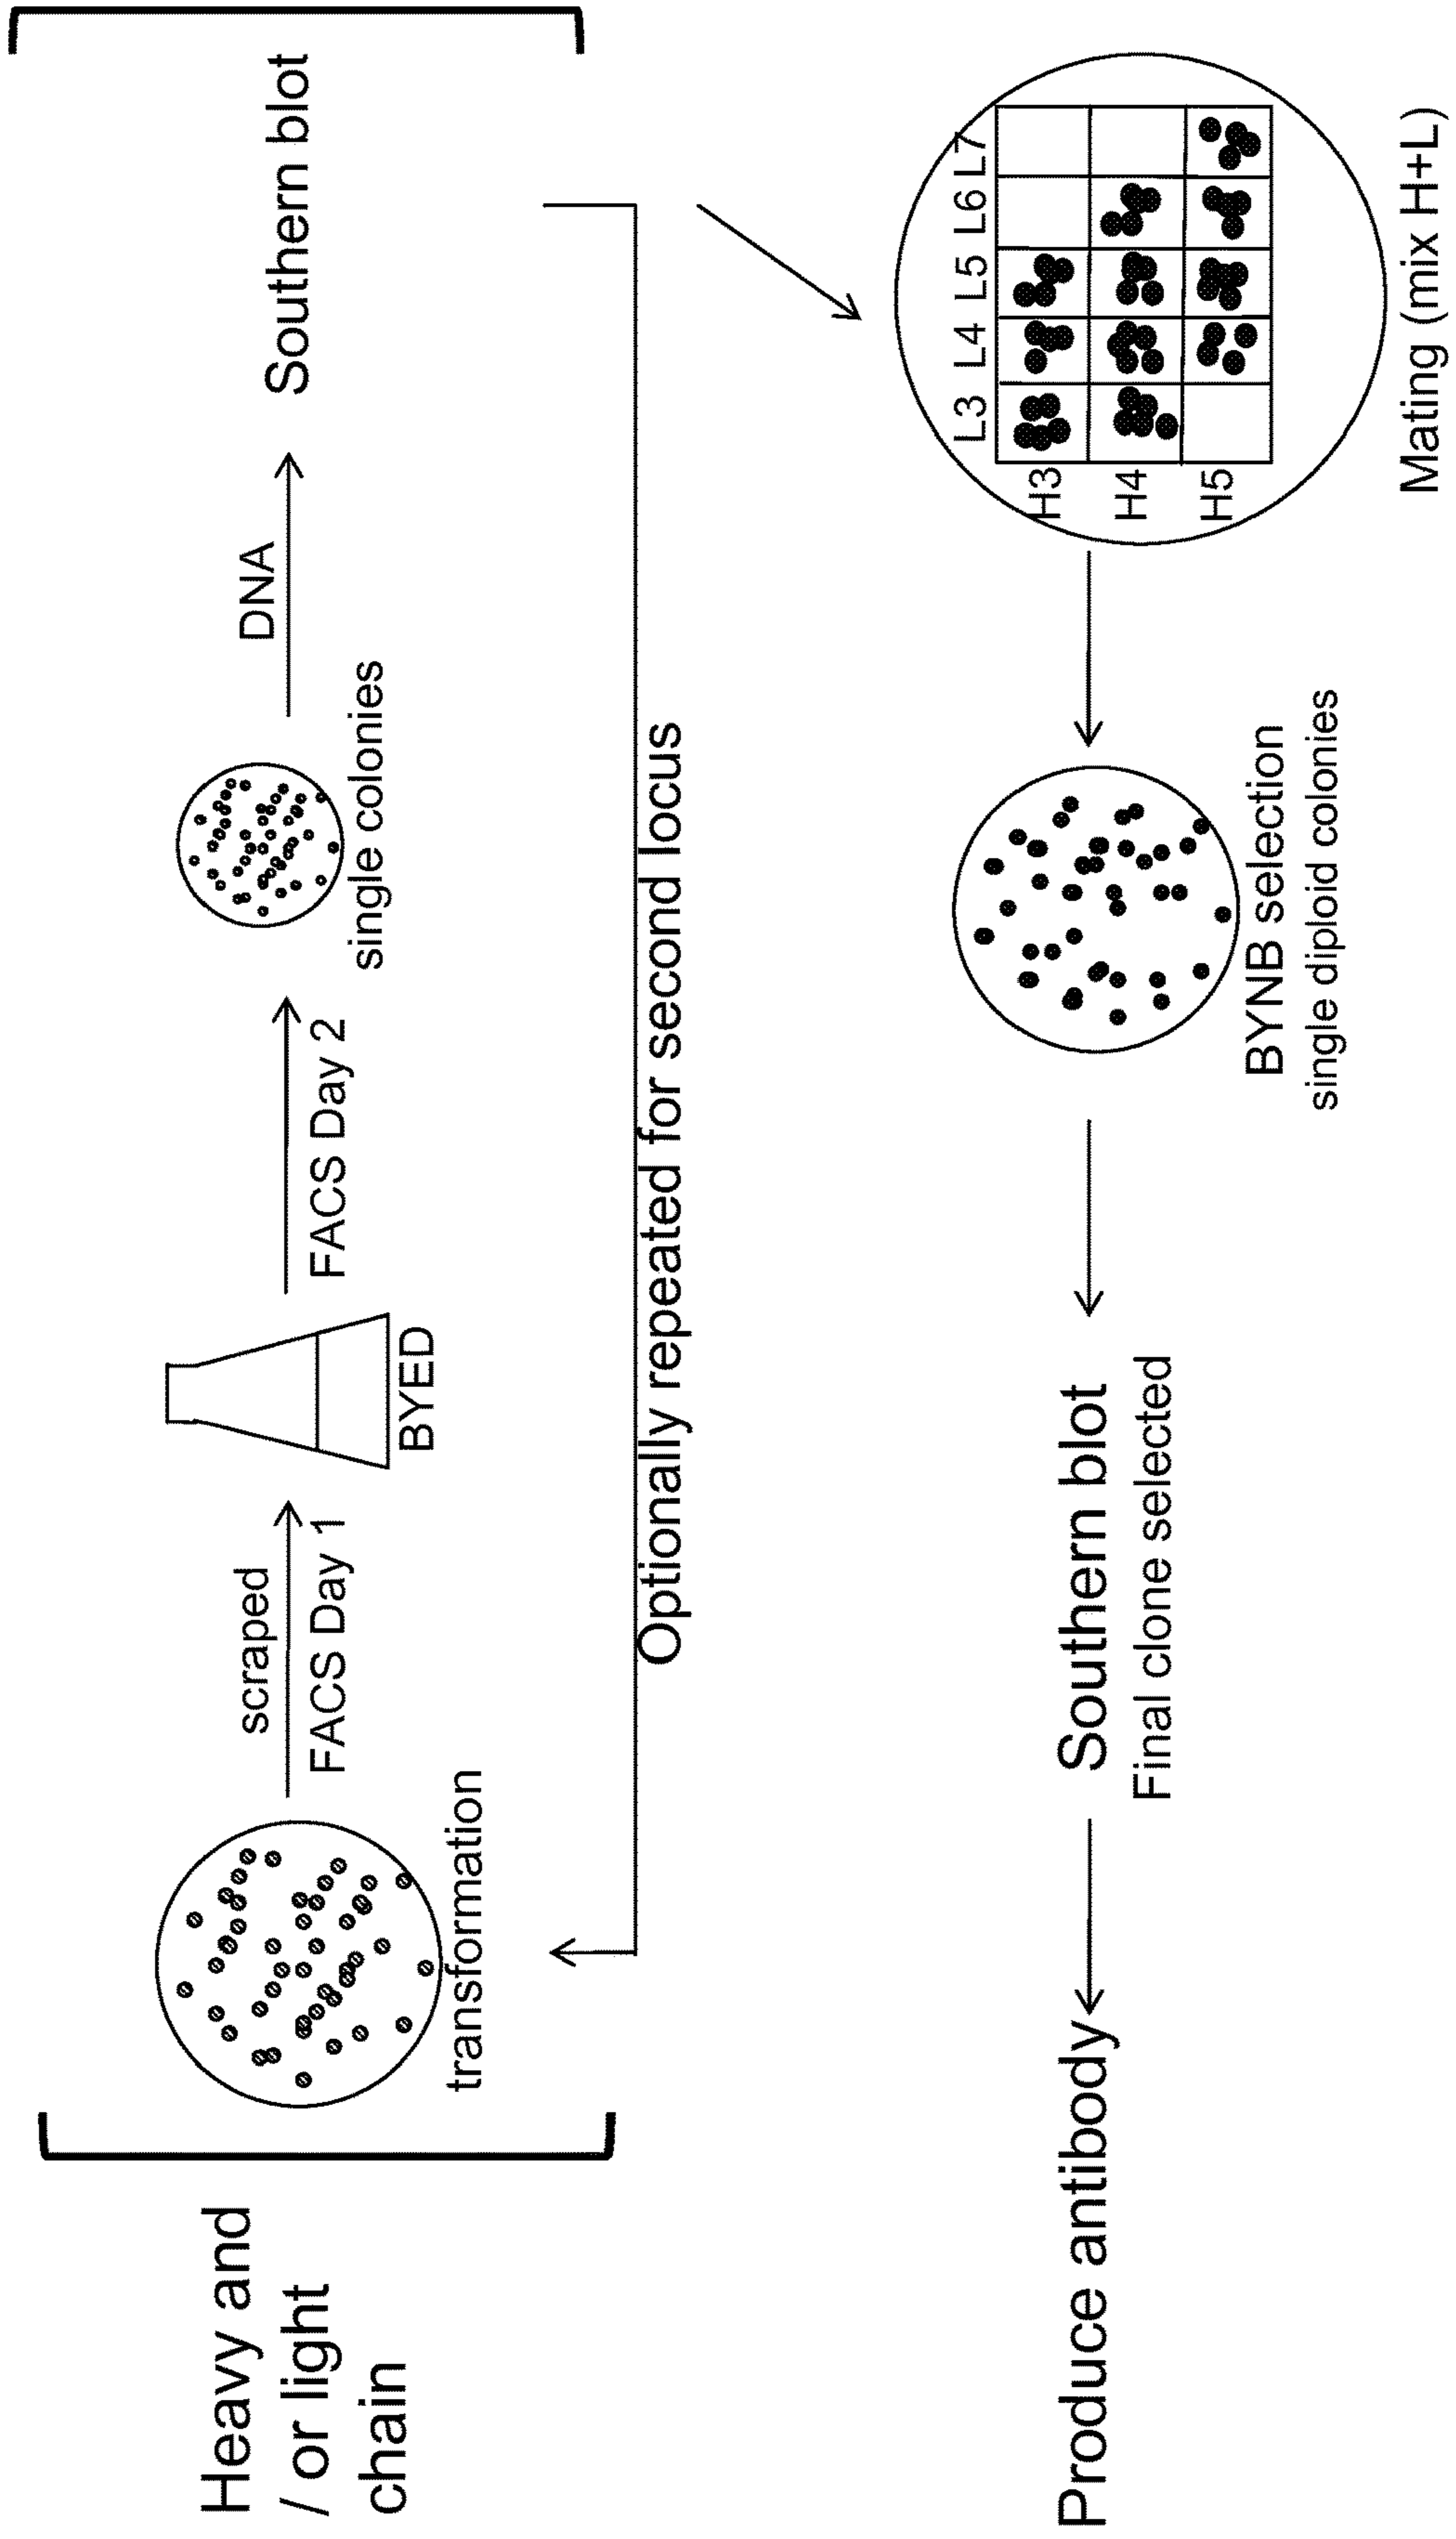 Heavy and
/ or light
chain
transformation
scraped
FACS Day 1
BYED
FACS Day 2
single colonies
DNA
Southern blot
Optionally repeated for second locus
L3 L4 L5 L6 L7
H3
H4
H5
Mating (mix H+L)
BYNB selection
single diploid colonies
Southern blot
Final clone selected
Produce antibody